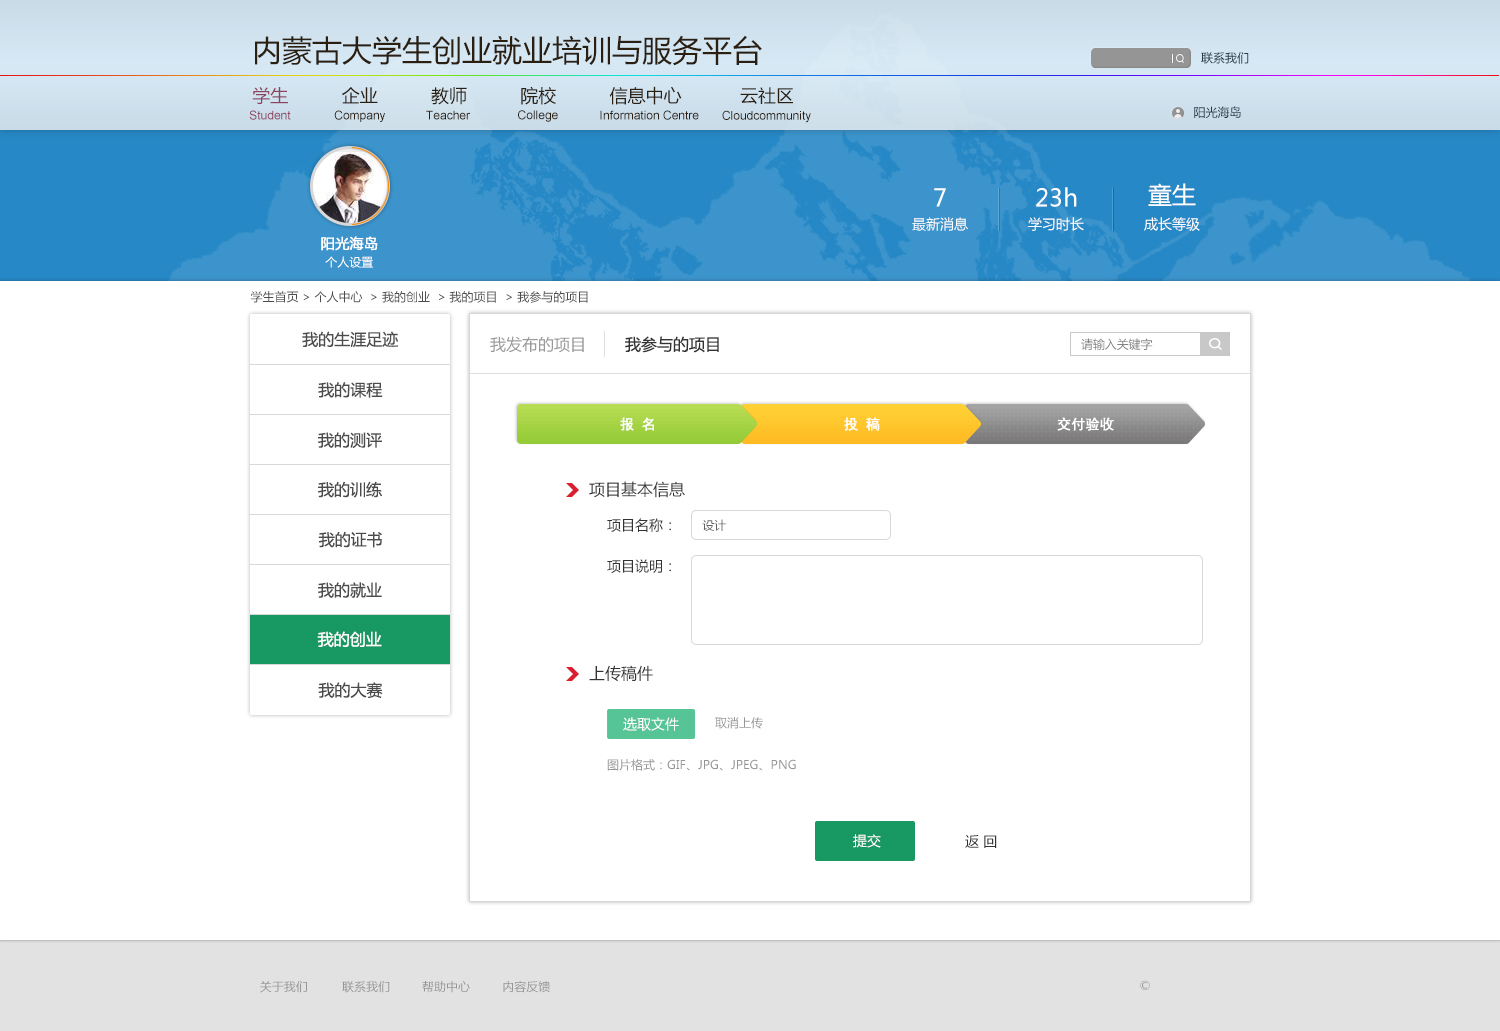 内蒙古大学生创业就业培训与服务平台
联系我们
学生 企业 教师 院校 信息中心 云社区
Student Company Teacher College Information Centre Cloudcommunity
阳光海岛
7 23h 童生
最新消息 学习时长 成长等级
阳光海岛
个人设置
学生首页 > 个人中心 > 我的创业 > 我的项目 > 我参与的项目
我的生涯足迹
我的课程
我的测评
我的训练
我的证书
我的就业
我的创业
我的大赛
我发布的项目 我参与的项目
请输入关键字
报 名 投 稿 交付验收
项目基本信息
项目名称： 设计
项目说明：
上传稿件
选取文件 取消上传
图片格式：GIF、JPG、JPEG、PNG
提交 返 回
关于我们 联系我们 帮助中心 内容反馈 ©